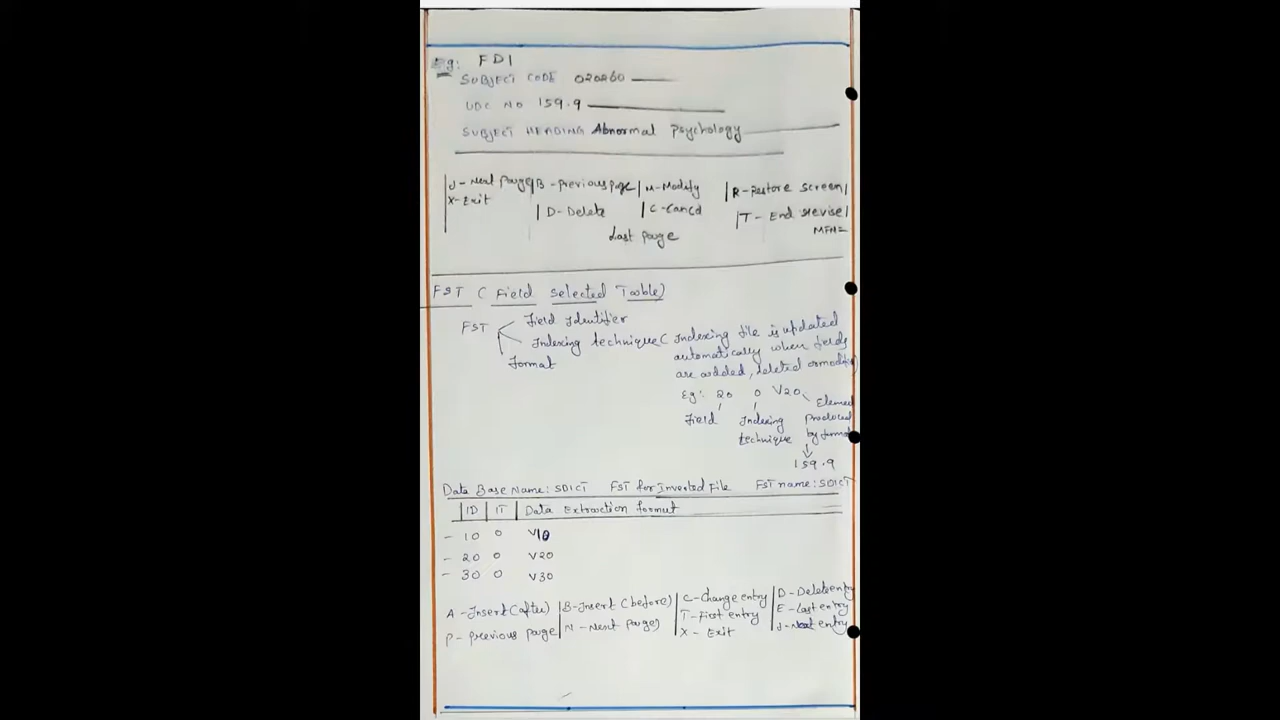 Eg: FDI
SUBJECT CODE 020260
UDC NO 159.9
SUBJECT HEADING Abnormal Psychology
J - Next Page | B - Previous page | M - Modify | R - Restore screen |
X - Exit | D - Delete | C - Cancel | T - End revise |
Last page MFN=
FST ( Field Selected Table)
FST Field Identifier
Indexing technique ( Indexing file is updated
automatically when fields
are added, deleted or modified)
Format
Eg: 20 0 V20
Field Indexing technique Element produced by format
159.9
Data Base Name: SDICT FST for Inverted File FST name: SDICT
| ID | IT | Data Extraction format
- 10 0 V10
- 20 0 V20
- 30 0 V30
A - Insert (after) | B - Insert (before) | C - Change entry | D - Delete entry
T - First entry | E - Last entry
P - Previous page | N - Next page) | X - Exit | J - Next entry